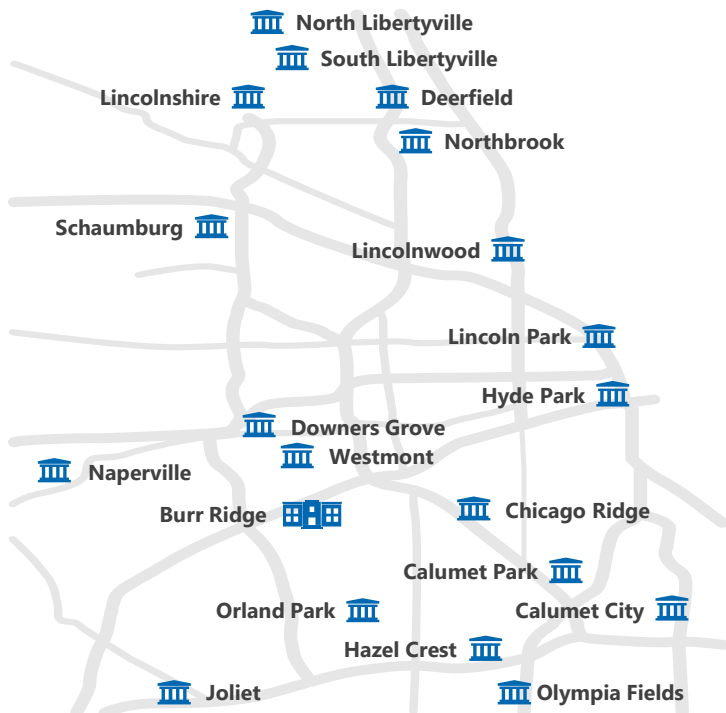 North Libertyville
South Libertyville
Lincolnshire
Deerfield
Northbrook
Schaumburg
Lincolnwood
Lincoln Park
Hyde Park
Downers Grove
Westmont
Naperville
Burr Ridge
Chicago Ridge
Calumet Park
Orland Park
Calumet City
Hazel Crest
Joliet
Olympia Fields